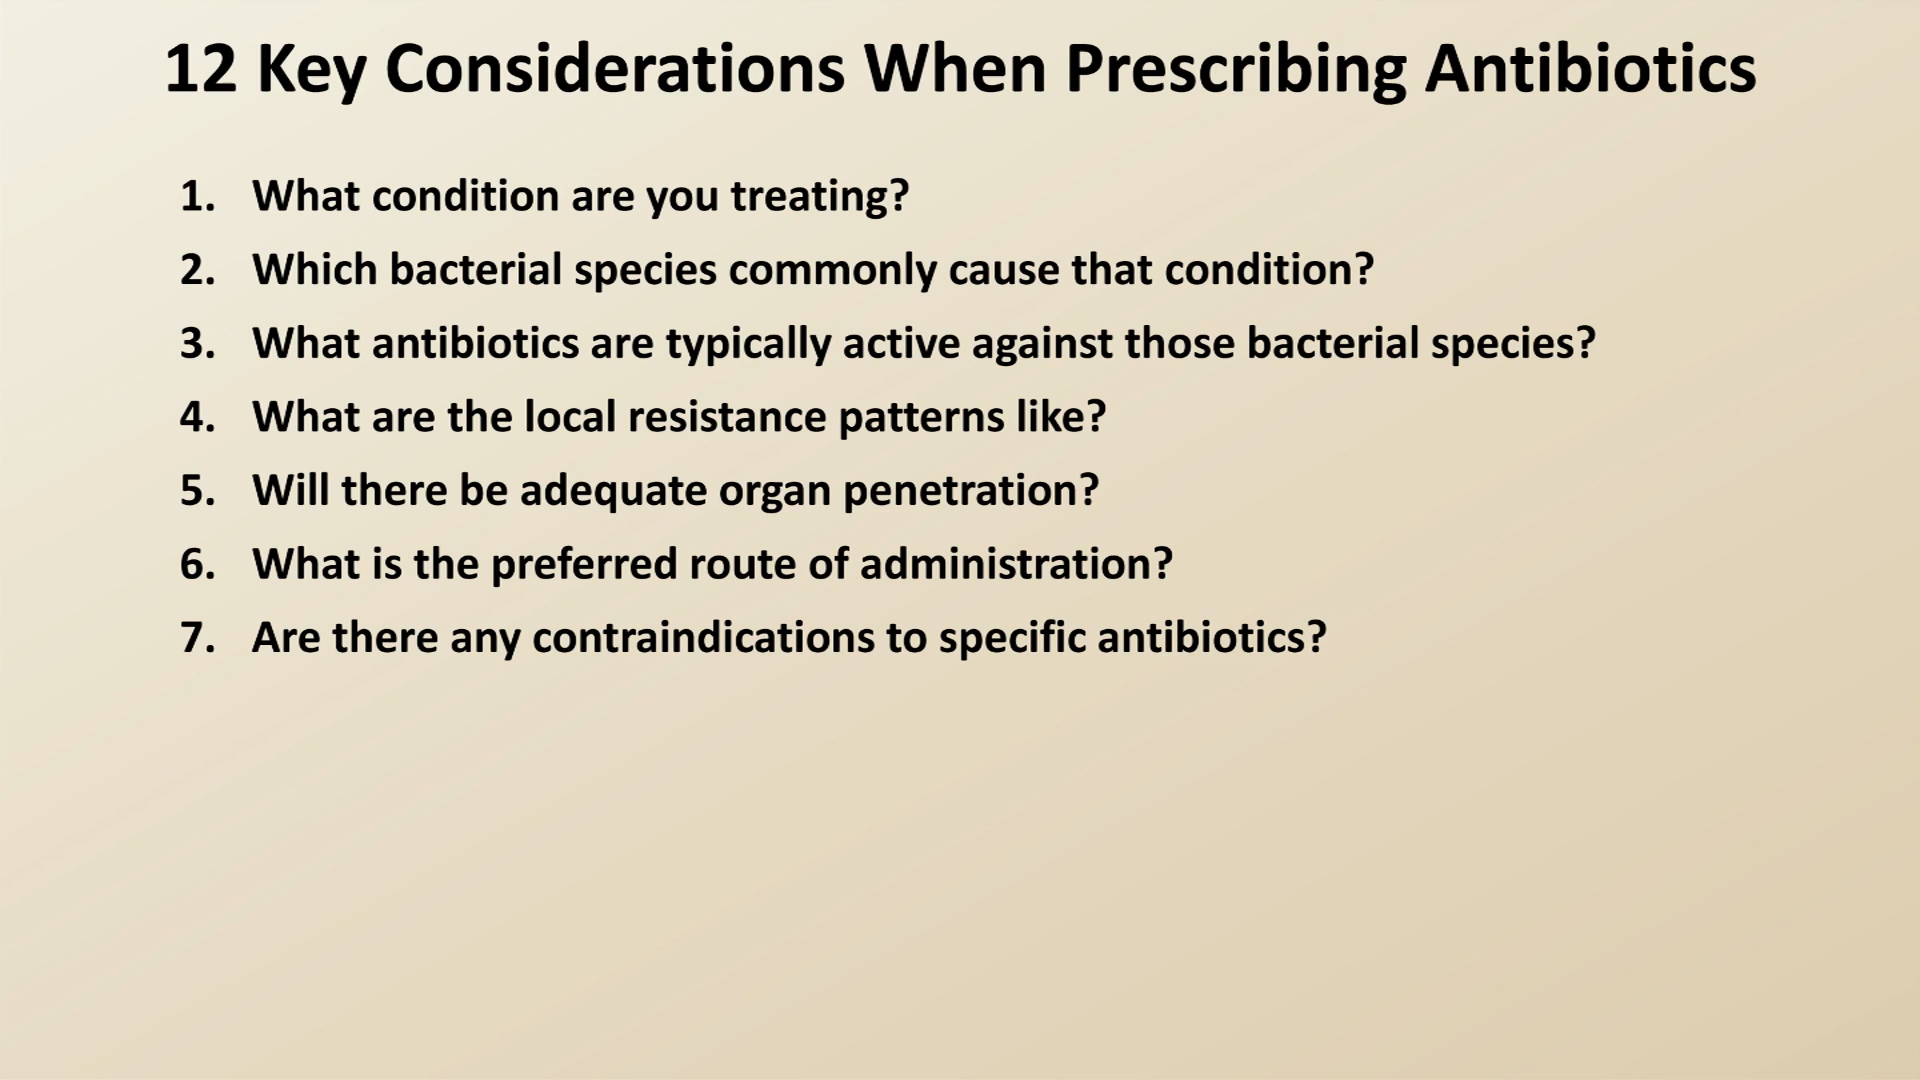 12 Key Considerations When Prescribing Antibiotics
1. What condition are you treating?
2. Which bacterial species commonly cause that condition?
3. What antibiotics are typically active against those bacterial species?
4. What are the local resistance patterns like?
5. Will there be adequate organ penetration?
6. What is the preferred route of administration?
7. Are there any contraindications to specific antibiotics?